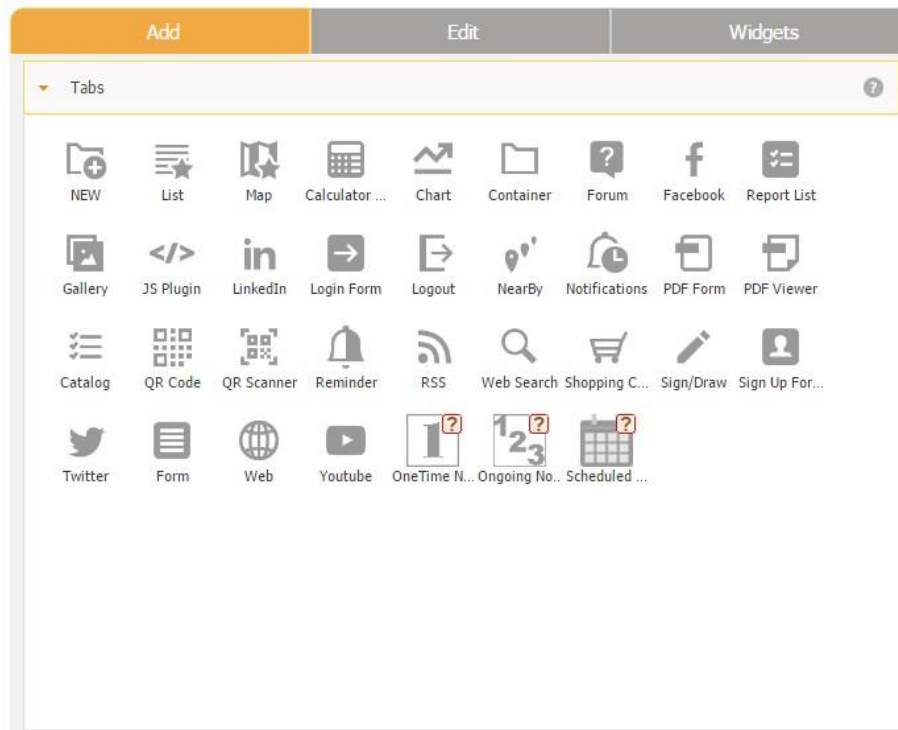 Add Edit Widgets
Tabs ?
NEW List Map Calculator ... Chart Container Forum Facebook Report List
Gallery JS Plugin LinkedIn Login Form Logout NearBy Notifications PDF Form PDF Viewer
Catalog QR Code QR Scanner Reminder RSS Web Search Shopping C... Sign/Draw Sign Up For...
Twitter Form Web Youtube OneTime N... Ongoing No.. Scheduled ...